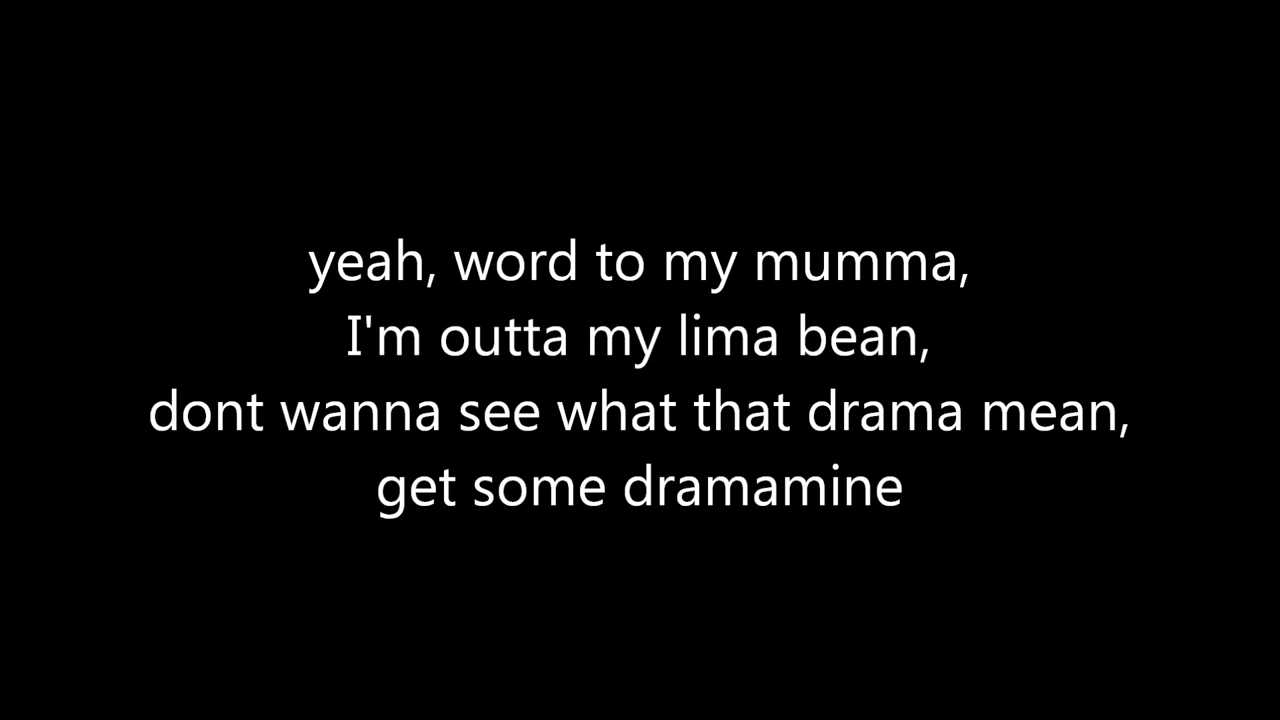 yeah, word to my mumma,
I'm outta my lima bean,
dont wanna see what that drama mean,
get some dramamine